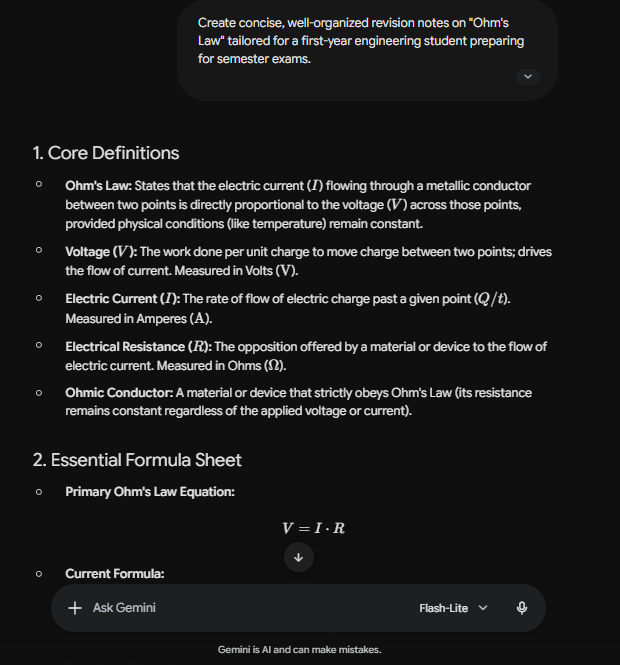 Create concise, well-organized revision notes on "Ohm's
Law" tailored for a first-year engineering student preparing
for semester exams.
1. Core Definitions
Ohm's Law: States that the electric current (I) flowing through a metallic conductor
between two points is directly proportional to the voltage (V) across those points,
provided physical conditions (like temperature) remain constant.
Voltage (V): The work done per unit charge to move charge between two points; drives
the flow of current. Measured in Volts (V).
Electric Current (I): The rate of flow of electric charge past a given point (Q/t).
Measured in Amperes (A).
Electrical Resistance (R): The opposition offered by a material or device to the flow of
electric current. Measured in Ohms (Ω).
Ohmic Conductor: A material or device that strictly obeys Ohm's Law (its resistance
remains constant regardless of the applied voltage or current).
2. Essential Formula Sheet
Primary Ohm's Law Equation:
V = I · R
Current Formula:
Ask Gemini
Flash-Lite
Gemini is AI and can make mistakes.